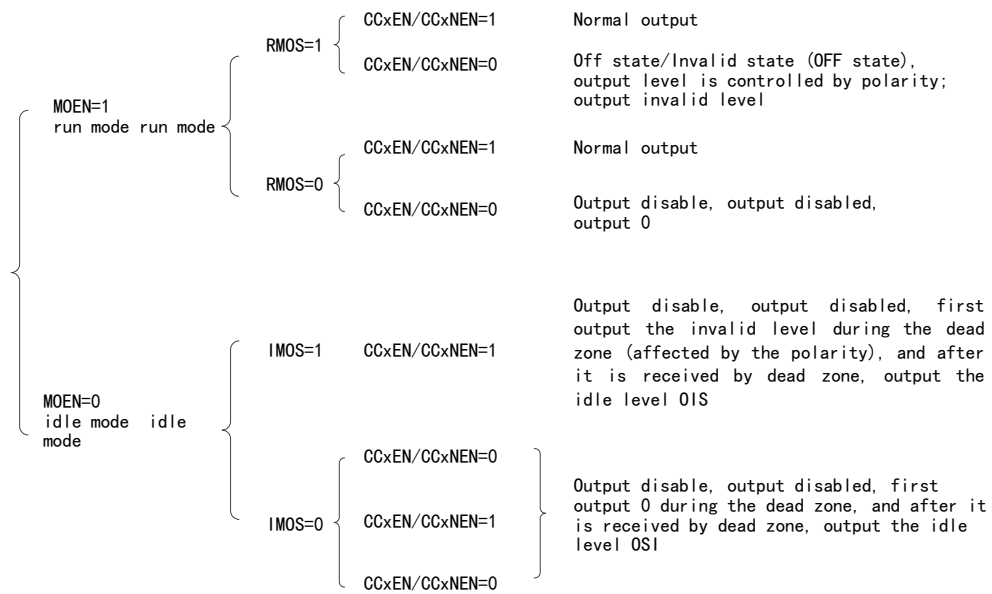 CCxEN/CCxNEN=1 Normal output
RMOS=1
CCxEN/CCxNEN=0 Off state/Invalid state (OFF state),
output level is controlled by polarity;
output invalid level
MOEN=1
run mode run mode
CCxEN/CCxNEN=1 Normal output
RMOS=0
CCxEN/CCxNEN=0 Output disable, output disabled,
output 0
Output disable, output disabled, first
output the invalid level during the dead
IMOS=1 CCxEN/CCxNEN=1 zone (affected by the polarity), and after
it is received by dead zone, output the
idle level OIS
MOEN=0
idle mode idle
mode
CCxEN/CCxNEN=0
Output disable, output disabled, first
output 0 during the dead zone, and after it
IMOS=0 CCxEN/CCxNEN=1 is received by dead zone, output the idle
level OSI
CCxEN/CCxNEN=0